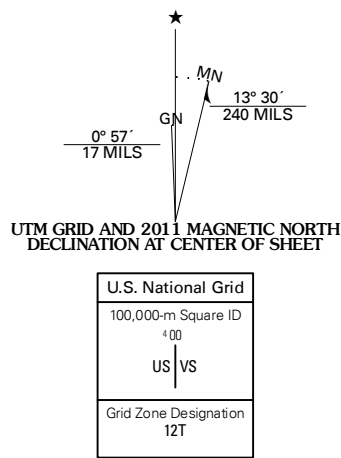 ★
MN
GN
13° 30´
240 MILS
0° 57´
17 MILS
UTM GRID AND 2011 MAGNETIC NORTH
DECLINATION AT CENTER OF SHEET
U.S. National Grid
100,000-m Square ID
⁴00
US VS
Grid Zone Designation
12T